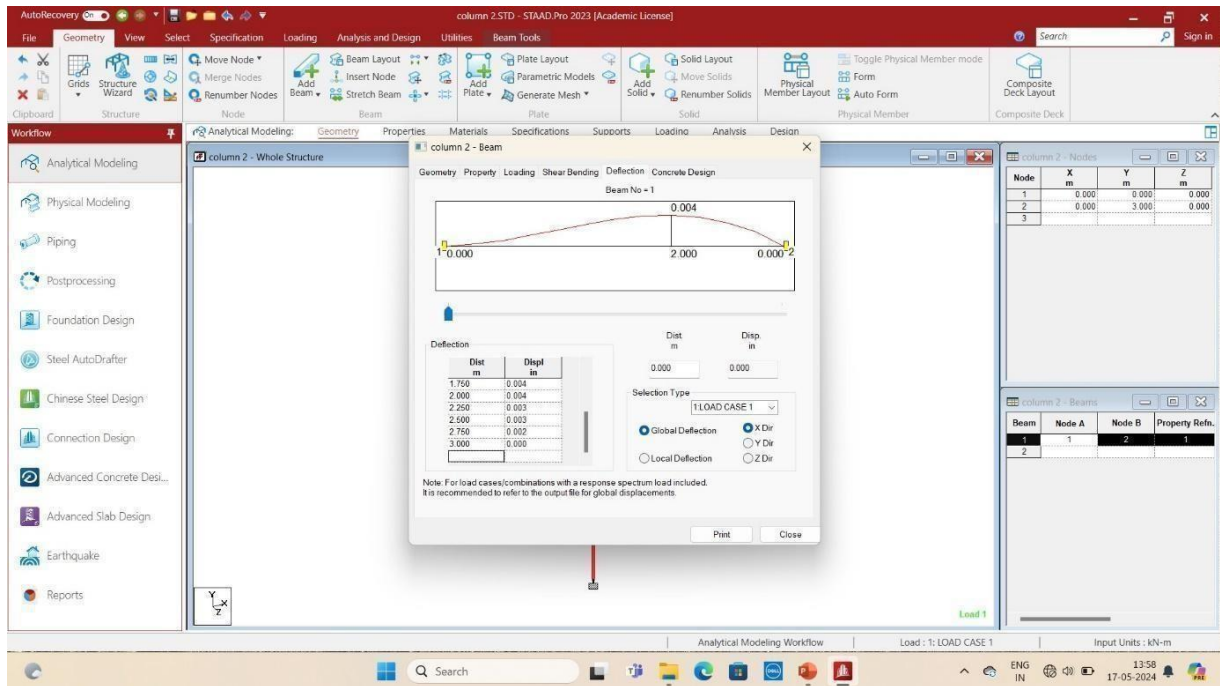 AutoRecovery On
column 2.STD - STAAD.Pro 2023 [Academic License]
File Geometry View Select Specification Loading Analysis and Design Utilities Beam Tools Search Sign in
Grids
Structure Wizard
Move Node
Merge Nodes
Renumber Nodes
Add Beam
Beam Layout
Insert Node
Stretch Beam
Add Plate
Plate Layout
Parametric Models
Generate Mesh
Add Solid
Solid Layout
Move Solids
Renumber Solids
Physical Member Layout
Toggle Physical Member mode
Form
Auto Form
Composite Deck Layout
Clipboard Structure Node Beam Plate Solid Physical Member Composite Deck
Workflow
Analytical Modeling: Geometry Properties Materials Specifications Supports Loading Analysis Design
Analytical Modeling
Physical Modeling
Piping
Postprocessing
Foundation Design
Steel AutoDrafter
Chinese Steel Design
Connection Design
Advanced Concrete Desi...
Advanced Slab Design
Earthquake
Reports
column 2 - Whole Structure
column 2 - Beam
Geometry Property Loading Shear Bending Deflection Concrete Design
Beam No = 1
0.004
1 0.000 2.000 0.000 2
Dist m
Disp. in
0.000 0.000
Deflection
Dist m Displ in
1.750 0.004
2.000 0.004
2.250 0.003
2.500 0.003
2.750 0.002
3.000 0.000
Selection Type
1:LOAD CASE 1
Global Deflection
Local Deflection
X Dir
Y Dir
Z Dir
Note: For load cases/combinations with a response spectrum load included.
It is recommended to refer to the output file for global displacements.
Print Close
Y
X
Z
Load 1
column 2 - Nodes
Node X m Y m Z m
1 0.000 0.000 0.000
2 0.000 3.000 0.000
3
column 2 - Beams
Beam Node A Node B Property Refn.
1 1 2 1
2
Analytical Modeling Workflow Load : 1: LOAD CASE 1 Input Units : kN-m
Search
ENG
IN
13:58
17-05-2024
PRE